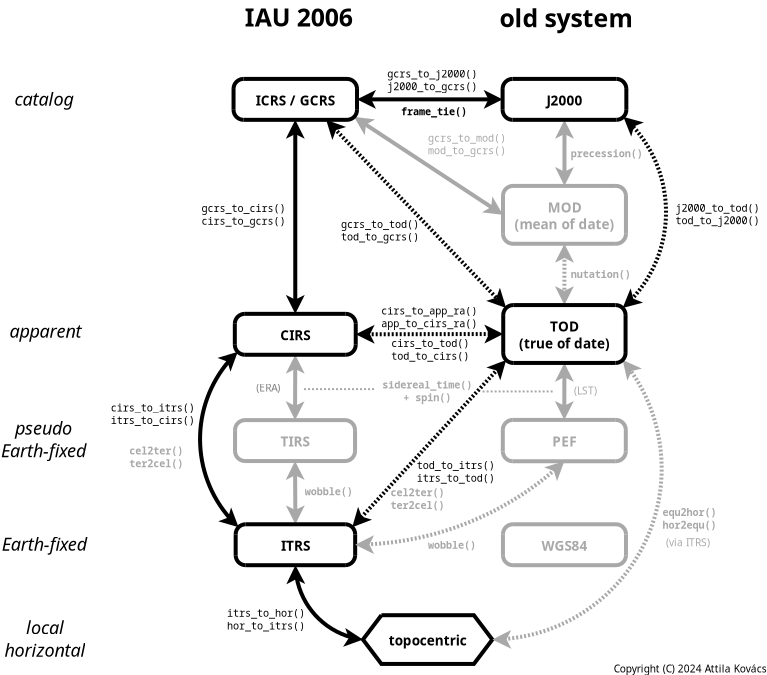 IAU 2006
old system
catalog
ICRS / GCRS
gcrs_to_j2000()
j2000_to_gcrs()
frame_tie()
J2000
gcrs_to_mod()
mod_to_gcrs()
precession()
MOD
(mean of date)
gcrs_to_cirs()
cirs_to_gcrs()
gcrs_to_tod()
tod_to_gcrs()
j2000_to_tod()
tod_to_j2000()
nutation()
apparent
CIRS
cirs_to_app_ra()
app_to_cirs_ra()
cirs_to_tod()
tod_to_cirs()
TOD
(true of date)
(ERA)
sidereal_time()
+ spin()
(LST)
cirs_to_itrs()
itrs_to_cirs()
cel2ter()
ter2cel()
pseudo
Earth-fixed
TIRS
PEF
tod_to_itrs()
itrs_to_tod()
cel2ter()
ter2cel()
wobble()
equ2hor()
hor2equ()
(via ITRS)
Earth-fixed
ITRS
wobble()
WGS84
itrs_to_hor()
hor_to_itrs()
local
horizontal
topocentric
Copyright (C) 2024 Attila Kovács